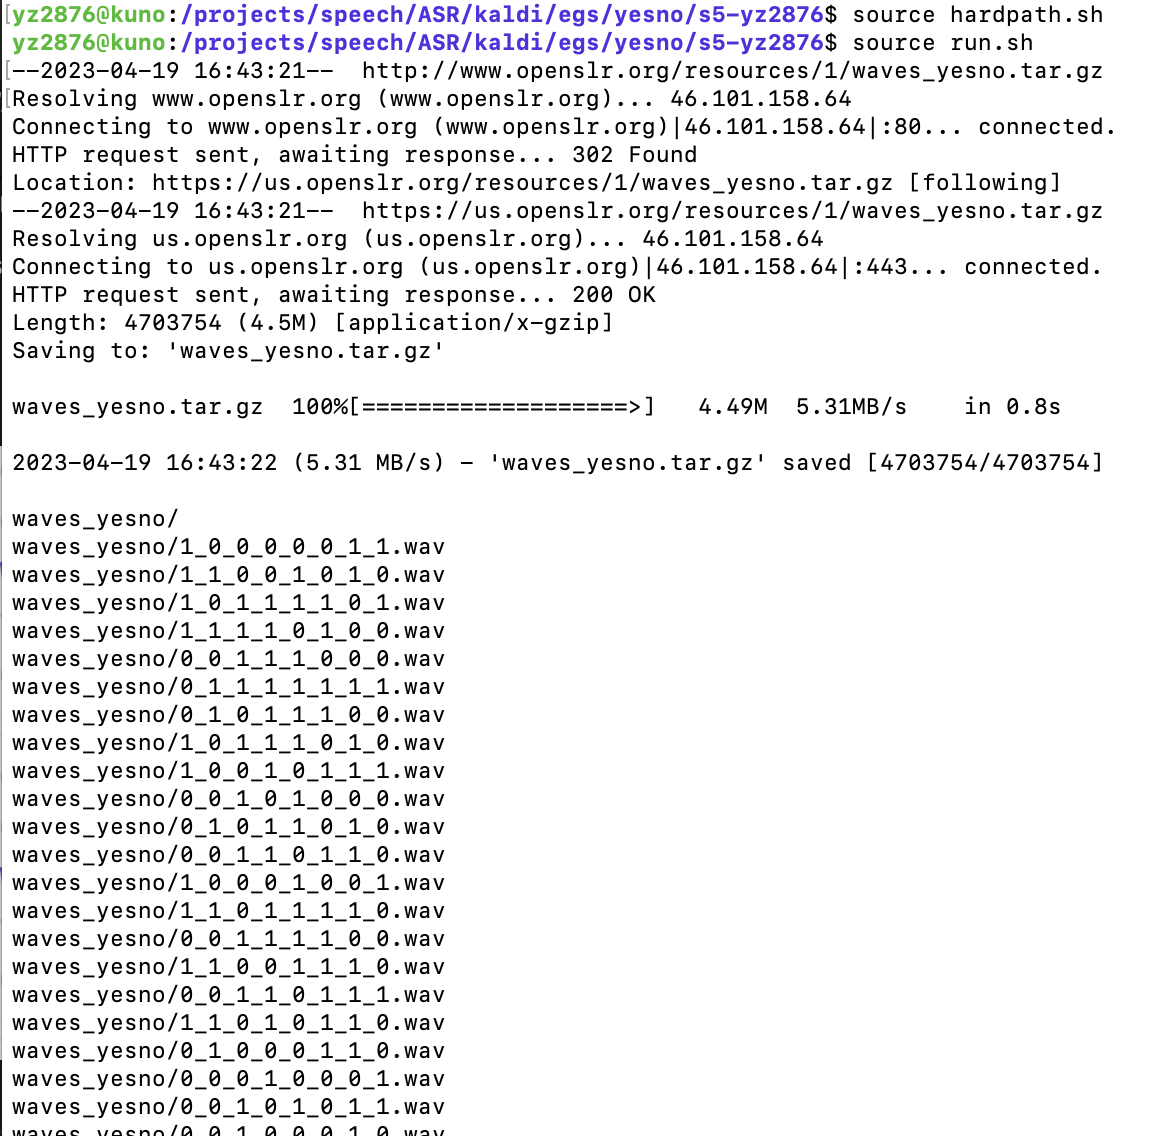 yz2876@kuno:/projects/speech/ASR/kaldi/egs/yesno/s5-yz2876$ source hardpath.sh
yz2876@kuno:/projects/speech/ASR/kaldi/egs/yesno/s5-yz2876$ source run.sh
[--2023-04-19 16:43:21--  http://www.openslr.org/resources/1/waves_yesno.tar.gz
[Resolving www.openslr.org (www.openslr.org)... 46.101.158.64
Connecting to www.openslr.org (www.openslr.org)|46.101.158.64|:80... connected.
HTTP request sent, awaiting response... 302 Found
Location: https://us.openslr.org/resources/1/waves_yesno.tar.gz [following]
--2023-04-19 16:43:21--  https://us.openslr.org/resources/1/waves_yesno.tar.gz
Resolving us.openslr.org (us.openslr.org)... 46.101.158.64
Connecting to us.openslr.org (us.openslr.org)|46.101.158.64|:443... connected.
HTTP request sent, awaiting response... 200 OK
Length: 4703754 (4.5M) [application/x-gzip]
Saving to: 'waves_yesno.tar.gz'
waves_yesno.tar.gz  100%[===================>]   4.49M  5.31MB/s    in 0.8s
2023-04-19 16:43:22 (5.31 MB/s) - 'waves_yesno.tar.gz' saved [4703754/4703754]
waves_yesno/
waves_yesno/1_0_0_0_0_0_1_1.wav
waves_yesno/1_1_0_0_1_0_1_0.wav
waves_yesno/1_0_1_1_1_1_0_1.wav
waves_yesno/1_1_1_1_0_1_0_0.wav
waves_yesno/0_0_1_1_1_0_0_0.wav
waves_yesno/0_1_1_1_1_1_1_1.wav
waves_yesno/0_1_0_1_1_1_0_0.wav
waves_yesno/1_0_1_1_1_0_1_0.wav
waves_yesno/1_0_0_1_0_1_1_1.wav
waves_yesno/0_0_1_0_1_0_0_0.wav
waves_yesno/0_1_0_1_1_0_1_0.wav
waves_yesno/0_0_1_1_0_1_1_0.wav
waves_yesno/1_0_0_0_1_0_0_1.wav
waves_yesno/1_1_0_1_1_1_1_0.wav
waves_yesno/0_0_1_1_1_1_0_0.wav
waves_yesno/1_1_0_0_1_1_1_0.wav
waves_yesno/0_0_1_1_0_1_1_1.wav
waves_yesno/1_1_0_1_0_1_1_0.wav
waves_yesno/0_1_0_0_0_1_1_0.wav
waves_yesno/0_0_0_1_0_0_0_1.wav
waves_yesno/0_0_1_0_1_0_1_1.wav
waves_yesno/0_0_1_0_0_0_1_0.wav